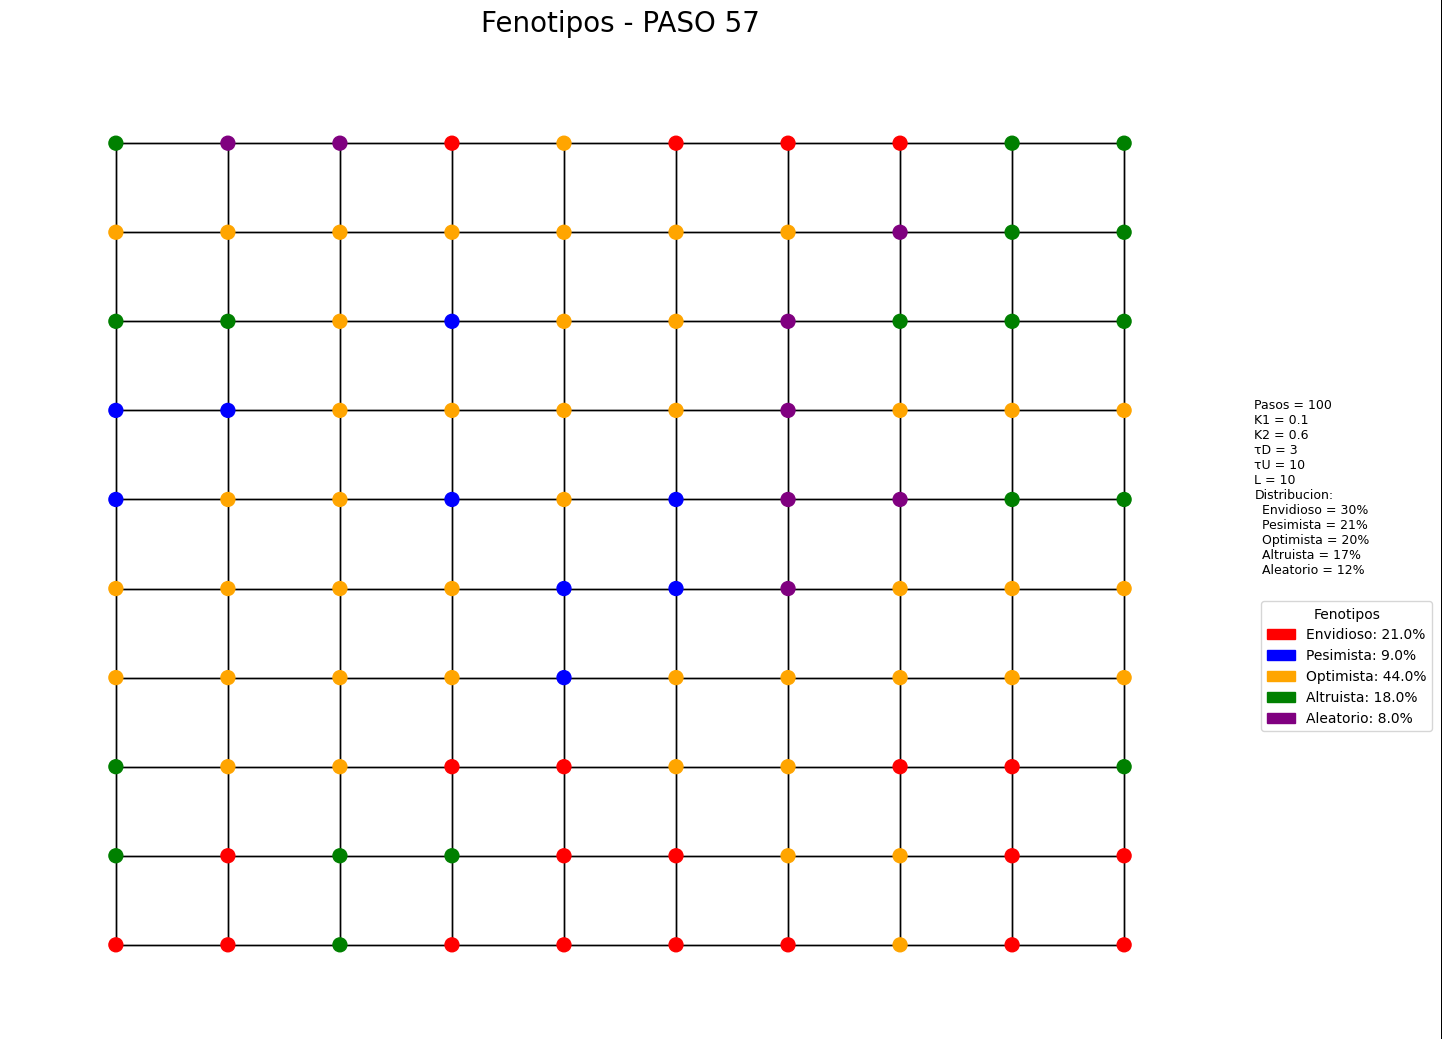 Fenotipos - PASO 57
Pasos = 100
K1 = 0.1
K2 = 0.6
τD = 3
τU = 10
L = 10
Distribucion:
Envidioso = 30%
Pesimista = 21%
Optimista = 20%
Altruista = 17%
Aleatorio = 12%
Fenotipos
Envidioso: 21.0%
Pesimista: 9.0%
Optimista: 44.0%
Altruista: 18.0%
Aleatorio: 8.0%